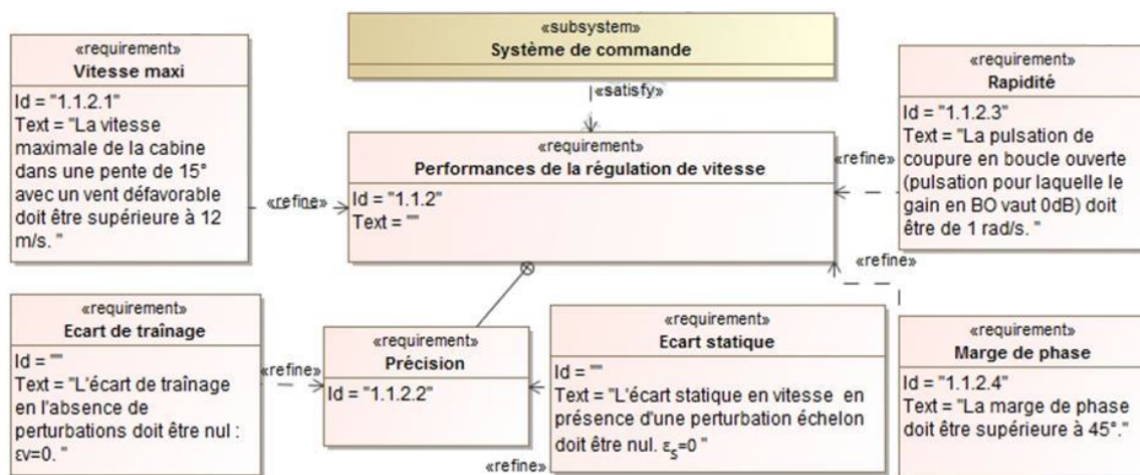 «subsystem»
Système de commande
«satisfy»
«requirement»
Vitesse maxi
Id = "1.1.2.1"
Text = "La vitesse
maximale de la cabine
dans une pente de 15°
avec un vent défavorable
doit être supérieure à 12
m/s. "
«refine»
«requirement»
Performances de la régulation de vitesse
Id = "1.1.2"
Text = ""
«refine»
«requirement»
Rapidité
Id = "1.1.2.3"
Text = "La pulsation de
coupure en boucle ouverte
(pulsation pour laquelle le
gain en BO vaut 0dB) doit
être de 1 rad/s. "
«refine»
«requirement»
Ecart de traînage
Id = ""
Text = "L'écart de traînage
en l'absence de
perturbations doit être nul :
εv=0. "
«refine»
«requirement»
Précision
Id = "1.1.2.2"
«requirement»
Ecart statique
Id = ""
Text = "L'écart statique en vitesse en
présence d'une perturbation échelon
doit être nul. εs=0 "
«refine»
«requirement»
Marge de phase
Id = "1.1.2.4"
Text = "La marge de phase
doit être supérieure à 45°."